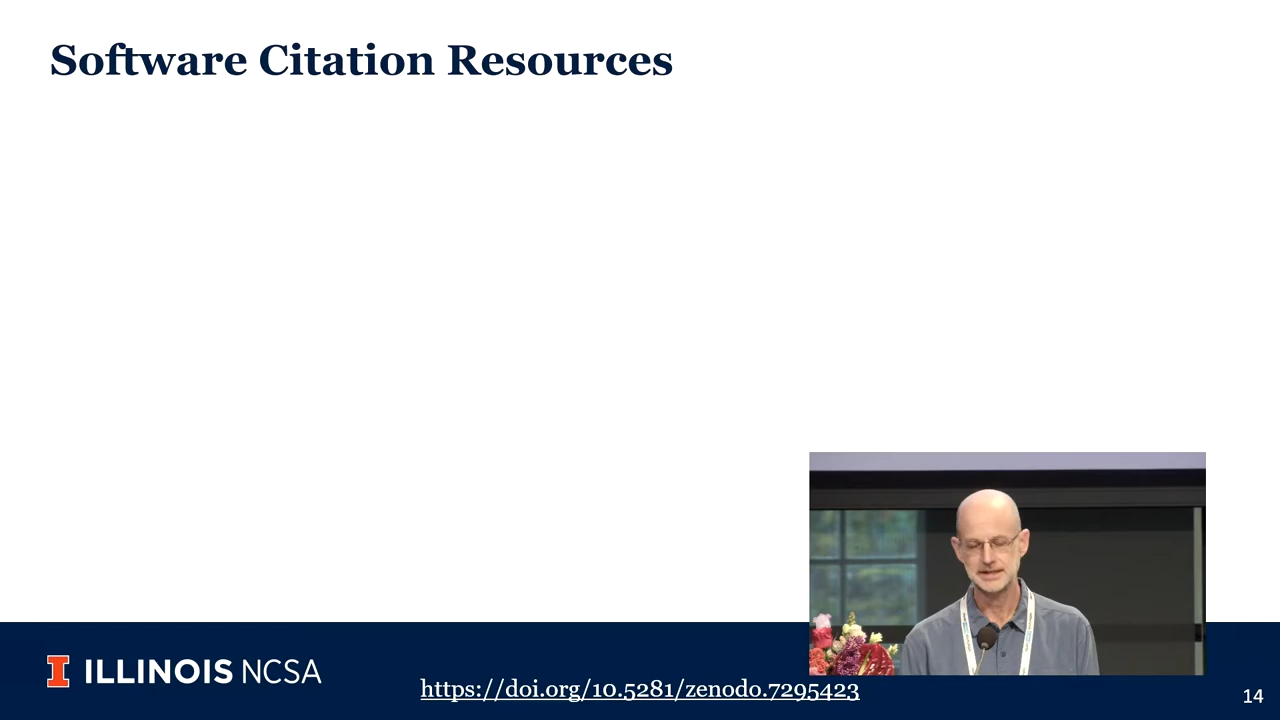 Software Citation Resources
ILLINOIS NCSA
https://doi.org/10.5281/zenodo.7295423
14